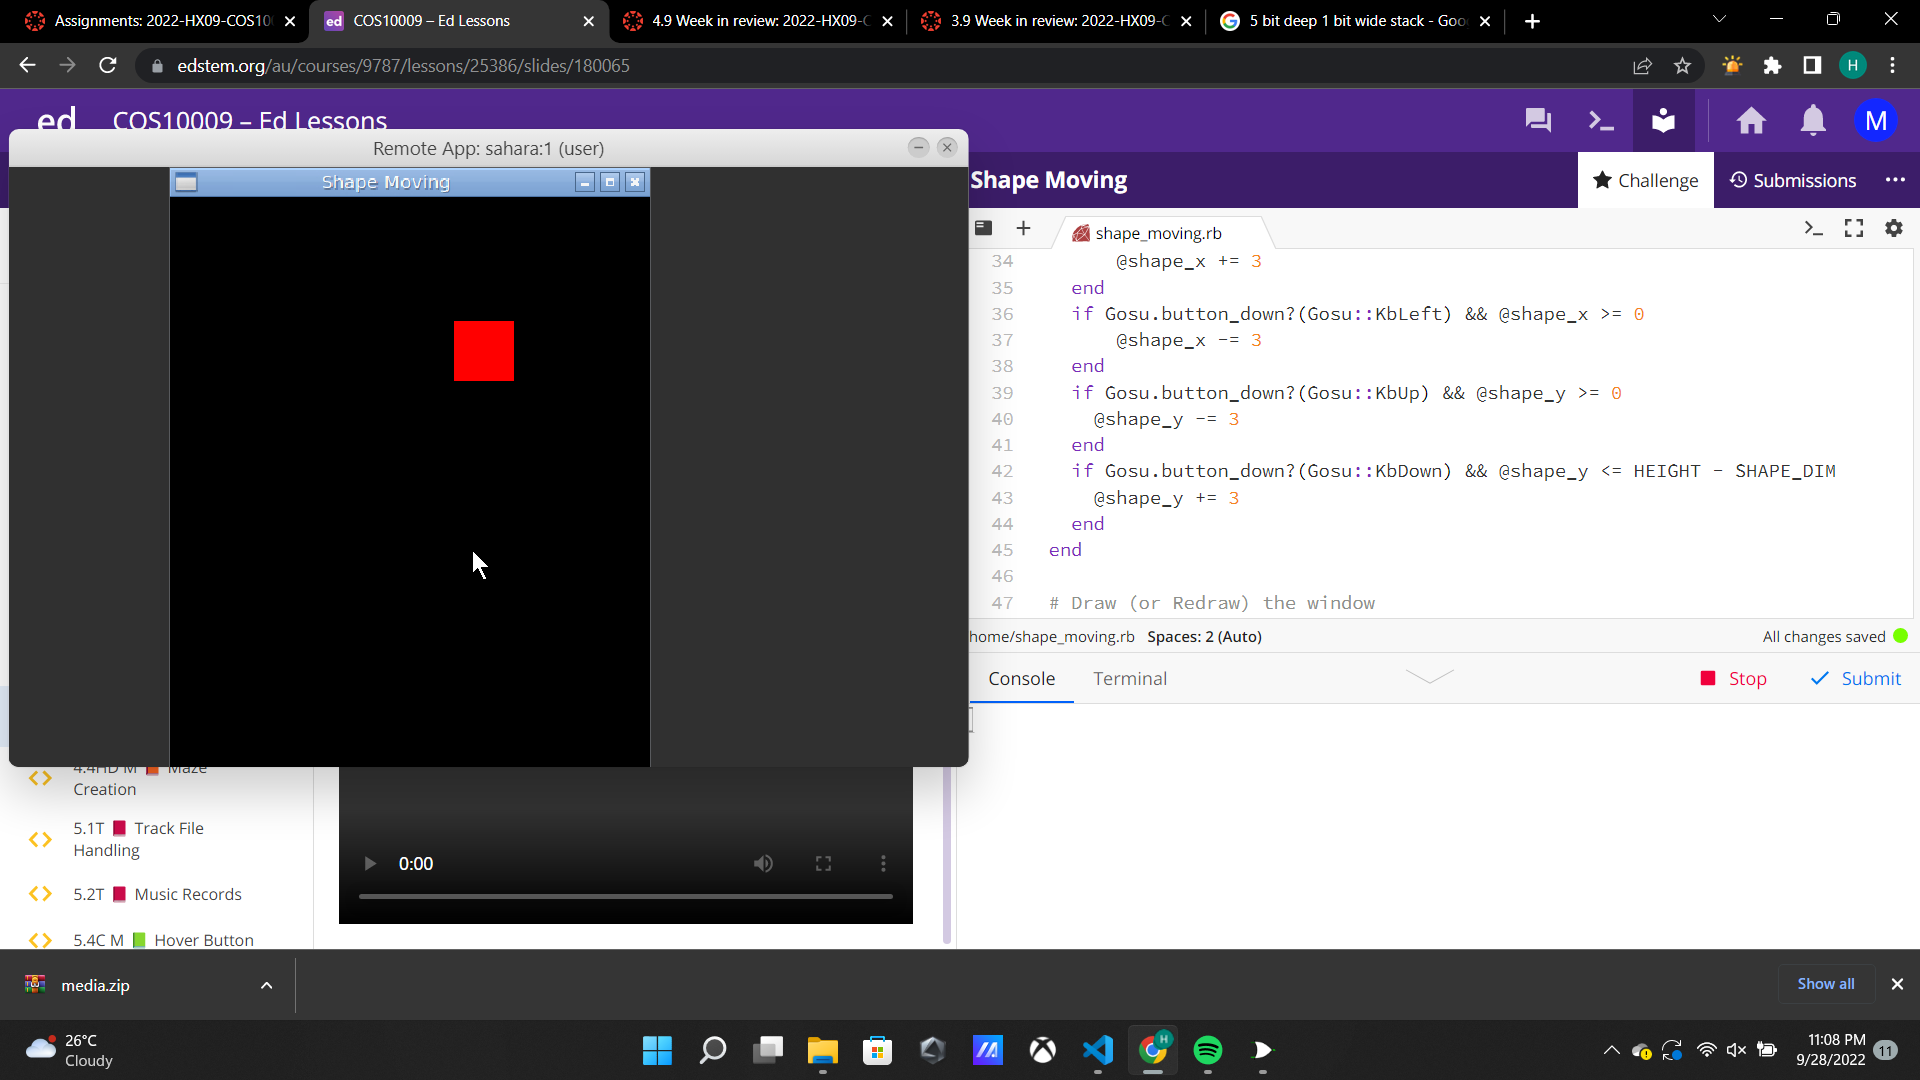 Assignments: 2022-HX09-COS10
COS10009 – Ed Lessons
4.9 Week in review: 2022-HX09-C
3.9 Week in review: 2022-HX09-C
5 bit deep 1 bit wide stack - Goo
edstem.org/au/courses/9787/lessons/25386/slides/180065
H
ed COS10009 – Ed Lessons
M
Remote App: sahara:1 (user)
Shape Moving
Shape Moving
Challenge
Submissions
shape_moving.rb
34 @shape_x += 3
35 end
36 if Gosu.button_down?(Gosu::KbLeft) && @shape_x >= 0
37 @shape_x -= 3
38 end
39 if Gosu.button_down?(Gosu::KbUp) && @shape_y >= 0
40 @shape_y -= 3
41 end
42 if Gosu.button_down?(Gosu::KbDown) && @shape_y <= HEIGHT - SHAPE_DIM
43 @shape_y += 3
44 end
45 end
46
47 # Draw (or Redraw) the window
home/shape_moving.rb Spaces: 2 (Auto)
All changes saved
Console
Terminal
Stop
Submit
4.4HD M Maze
Creation
5.1T Track File
Handling
5.2T Music Records
5.4C M Hover Button
0:00
media.zip
Show all
26°C
Cloudy
H
11:08 PM
9/28/2022
11